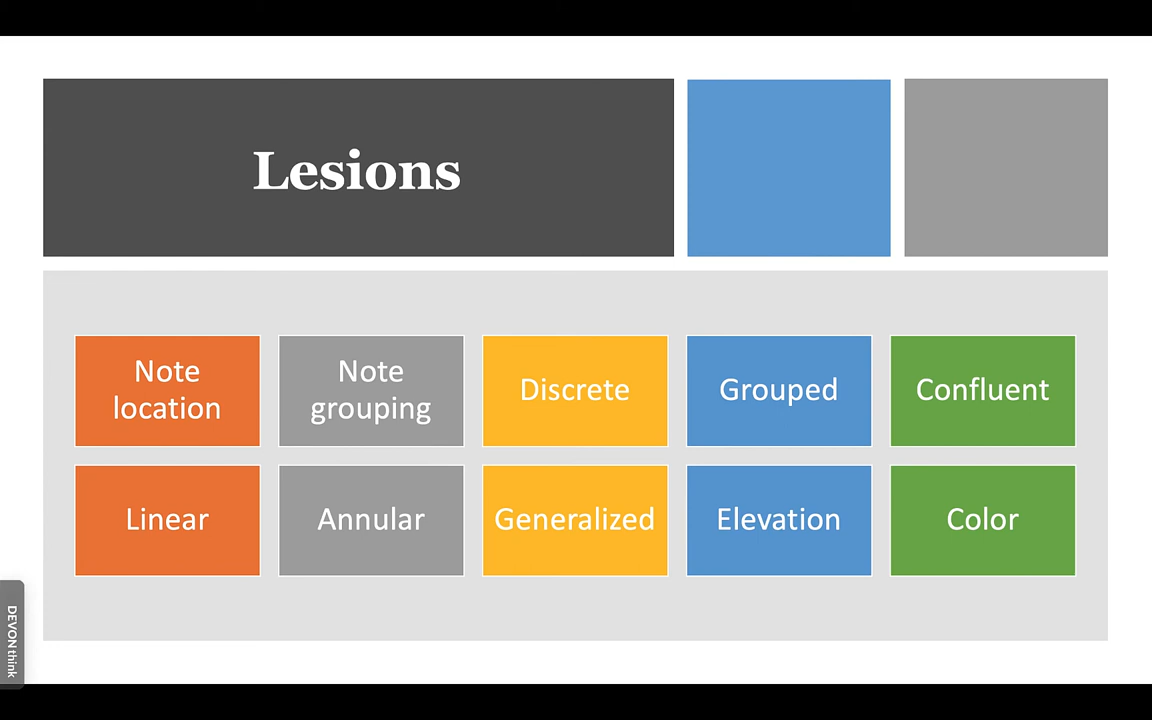 Lesions
Note
location
Note
grouping
Discrete
Grouped
Confluent
Linear
Annular
Generalized
Elevation
Color
DEVONthink